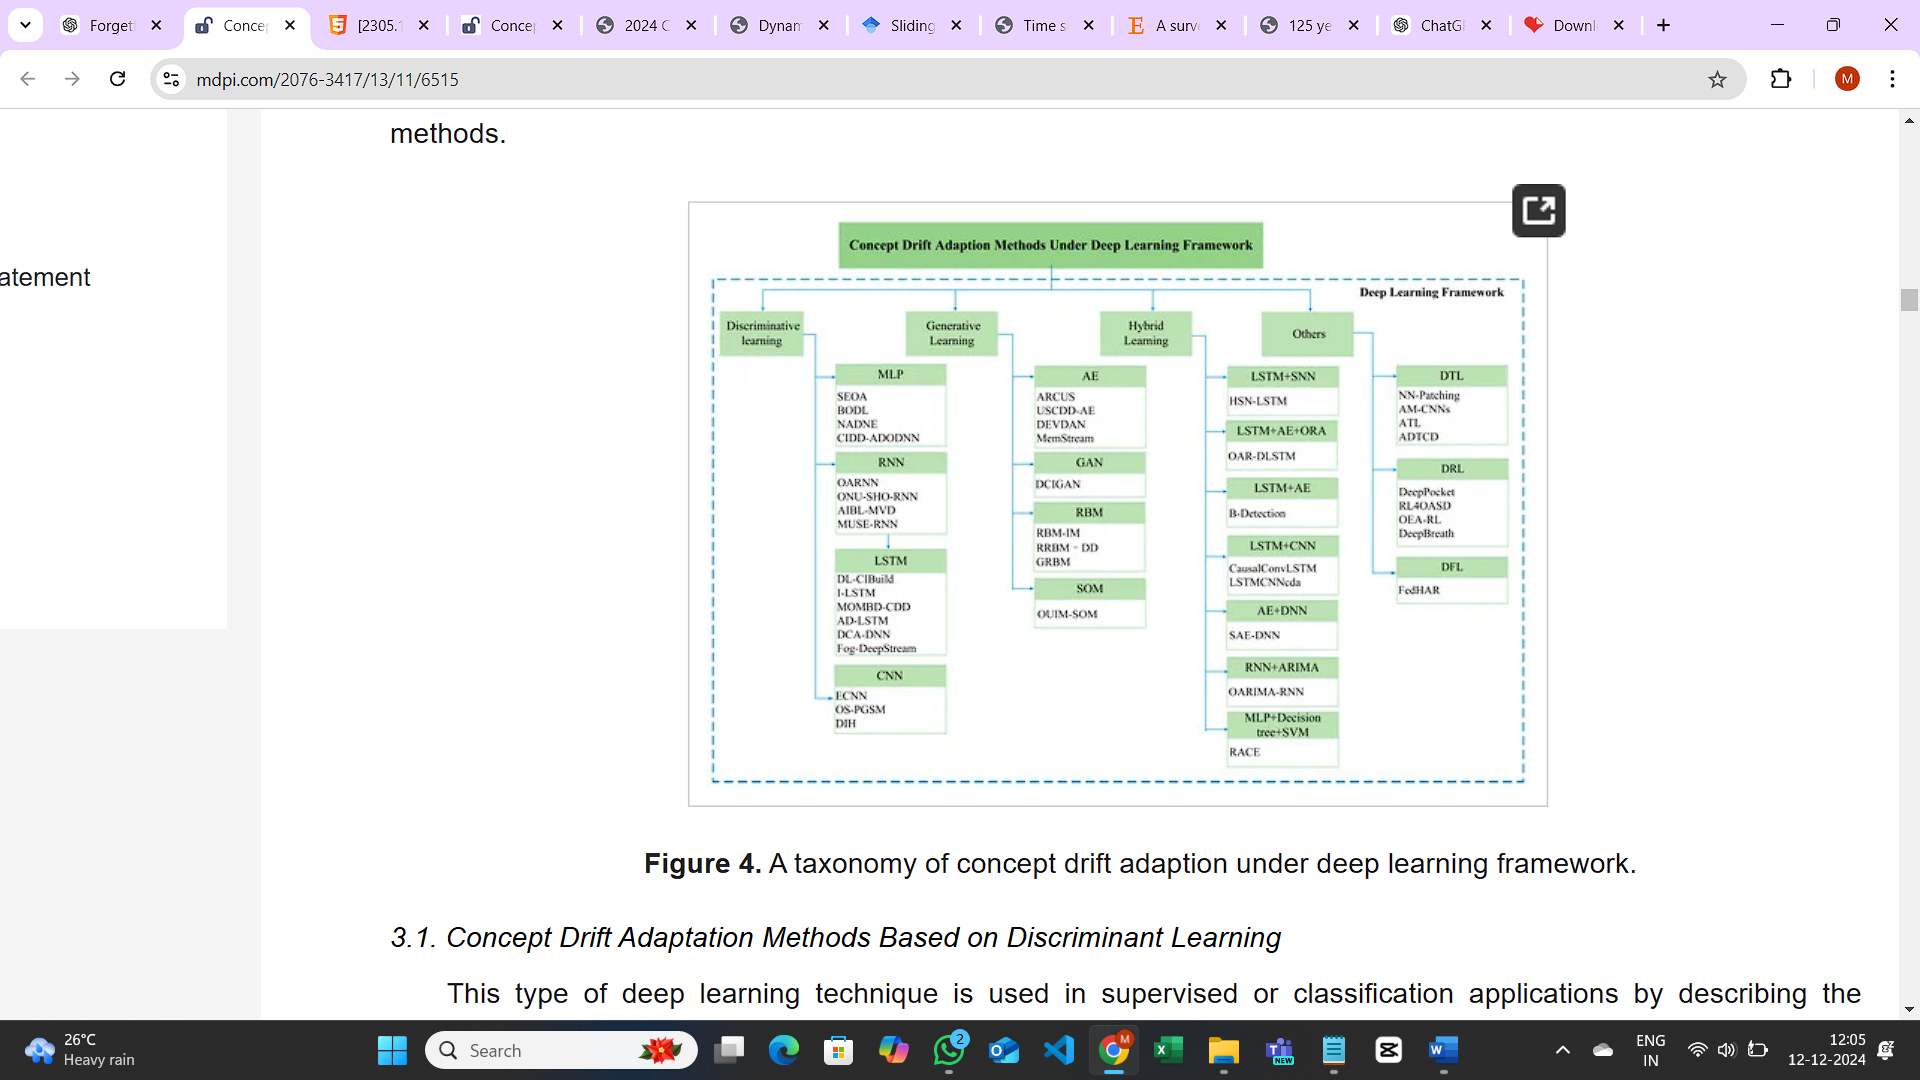 Forget
Concep
[2305.1
Concep
2024 C
Dynam
Sliding
Time s
A surve
125 ye
ChatGP
Downl
mdpi.com/2076-3417/13/11/6515
M
methods.
atement
Concept Drift Adaption Methods Under Deep Learning Framework
Deep Learning Framework
Discriminative
learning
MLP
SEOA
BODL
NADNE
CIDD-ADODNN
RNN
OARNN
ONU-SHO-RNN
AIBL-MVD
MUSE-RNN
LSTM
DL-CIBuild
I-LSTM
MOMBD-CDD
AD-LSTM
DCA-DNN
Fog-DeepStream
CNN
ECNN
OS-PGSM
DIH
Generative
Learning
AE
ARCUS
USCDD-AE
DEVDAN
MemStream
GAN
DCIGAN
RBM
RBM-IM
RRBM - DD
GRBM
SOM
OUIM-SOM
Hybrid
Learning
LSTM+SNN
HSN-LSTM
LSTM+AE+ORA
OAR-DLSTM
LSTM+AE
B-Detection
LSTM+CNN
CausalConvLSTM
LSTMCNNcda
AE+DNN
SAE-DNN
RNN+ARIMA
OARIMA-RNN
MLP+Decision
tree+SVM
RACE
Others
DTL
NN-Patching
AM-CNNs
ATL
ADTCD
DRL
DeepPocket
RL4OASD
OEA-RL
DeepBreath
DFL
FedHAR
Figure 4. A taxonomy of concept drift adaption under deep learning framework.
3.1. Concept Drift Adaptation Methods Based on Discriminant Learning
This type of deep learning technique is used in supervised or classification applications by describing the
26°C
Heavy rain
Search
2
M
NEW
ENG
IN
12:05
12-12-2024